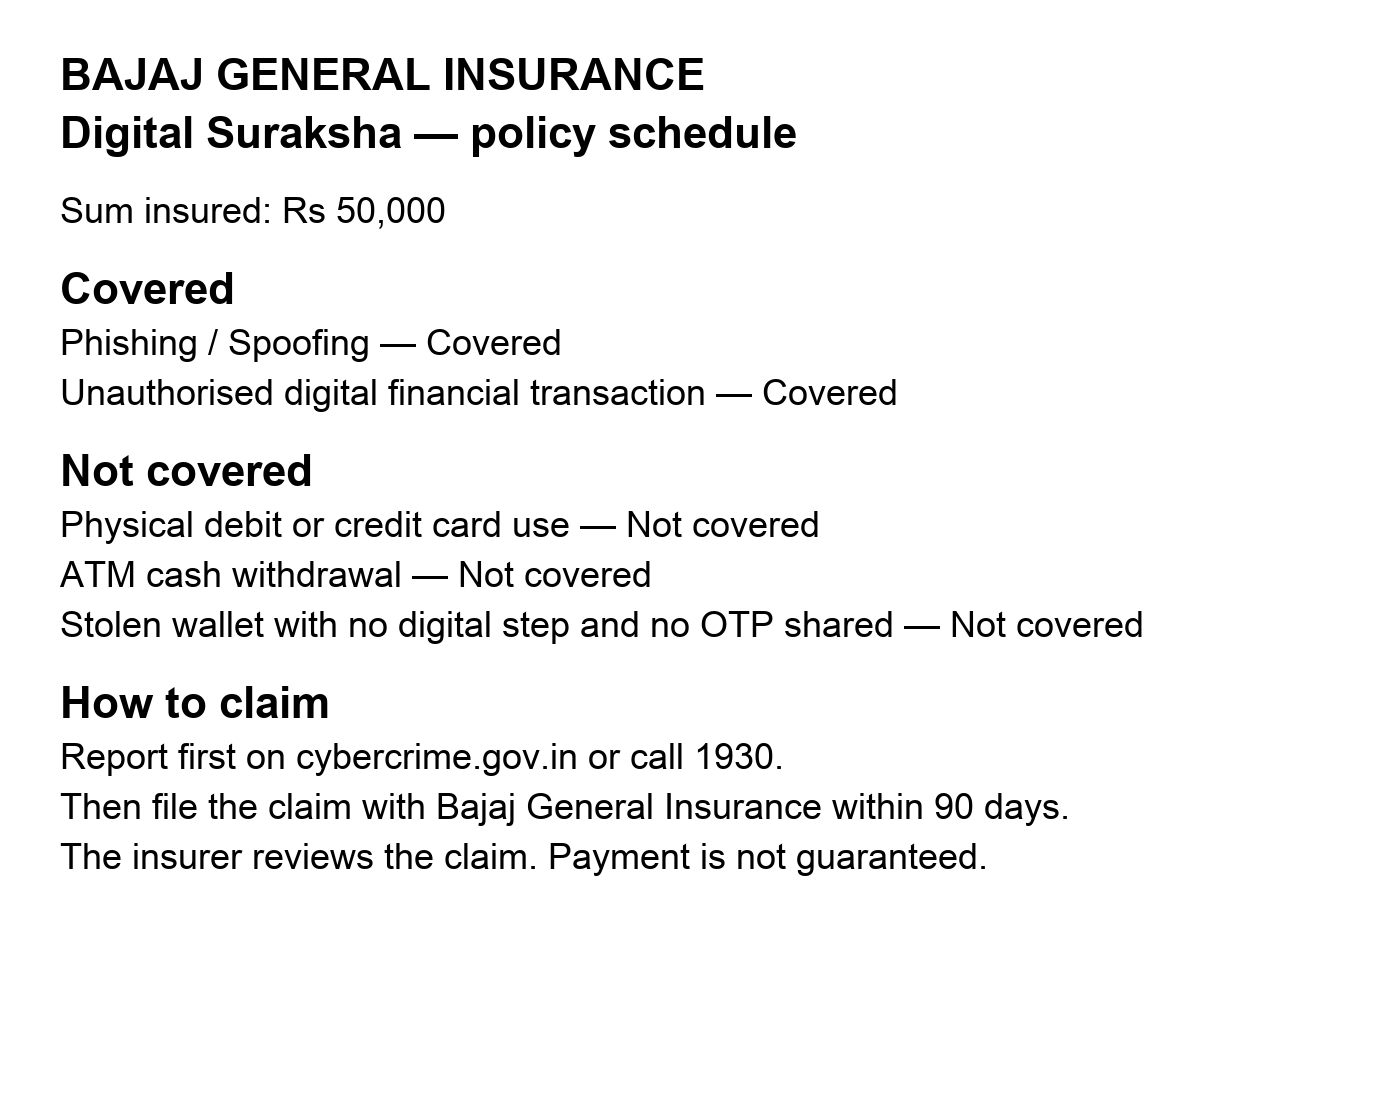 BAJAJ GENERAL INSURANCE
Digital Suraksha — policy schedule
Sum insured: Rs 50,000
Covered
Phishing / Spoofing — Covered
Unauthorised digital financial transaction — Covered
Not covered
Physical debit or credit card use — Not covered
ATM cash withdrawal — Not covered
Stolen wallet with no digital step and no OTP shared — Not covered
How to claim
Report first on cybercrime.gov.in or call 1930.
Then file the claim with Bajaj General Insurance within 90 days.
The insurer reviews the claim. Payment is not guaranteed.